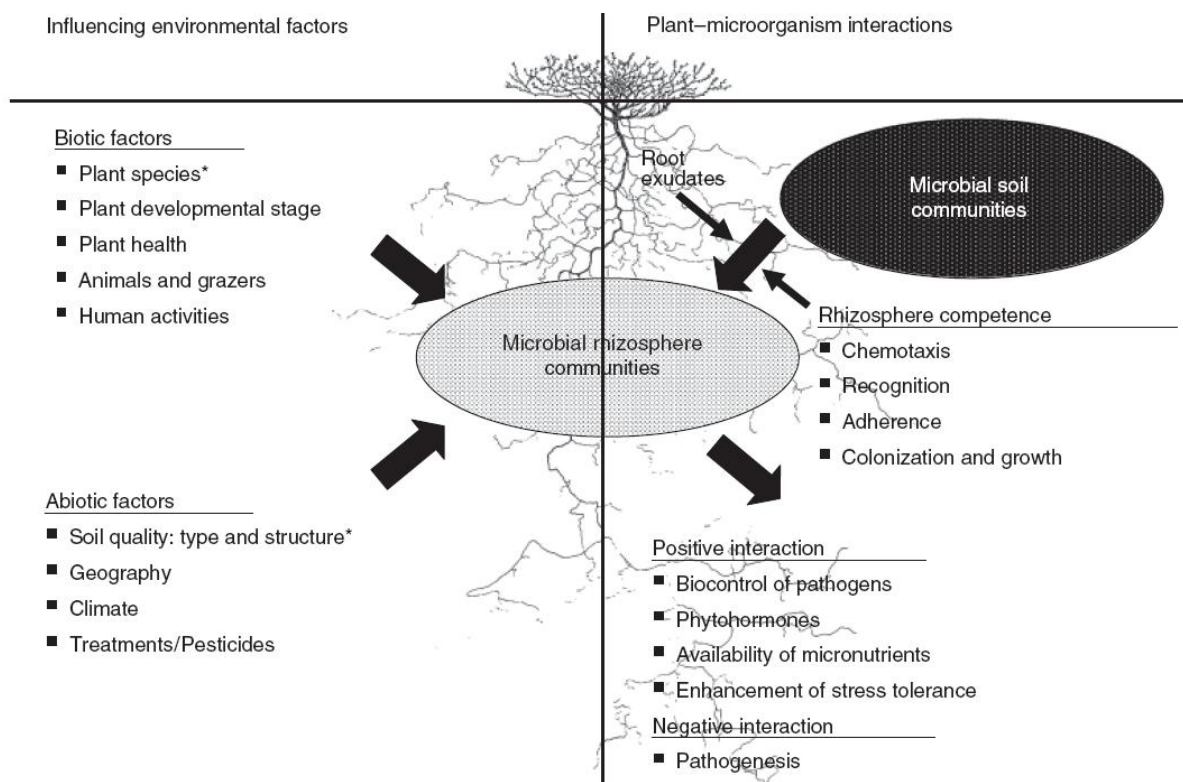 Influencing environmental factors
Plant–microorganism interactions
Biotic factors
■ Plant species*
■ Plant developmental stage
■ Plant health
■ Animals and grazers
■ Human activities
Root
exudates
Microbial soil
communities
Microbial rhizosphere
communities
Rhizosphere competence
■ Chemotaxis
■ Recognition
■ Adherence
■ Colonization and growth
Abiotic factors
■ Soil quality: type and structure*
■ Geography
■ Climate
■ Treatments/Pesticides
Positive interaction
■ Biocontrol of pathogens
■ Phytohormones
■ Availability of micronutrients
■ Enhancement of stress tolerance
Negative interaction
■ Pathogenesis